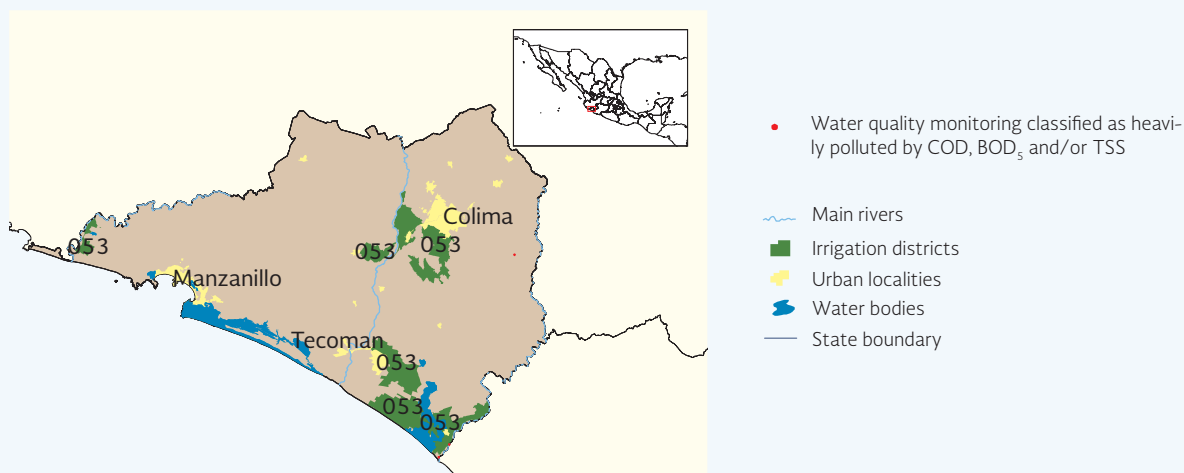 Colima
053
053
053
Manzanillo
Tecoman
053
053
053
Water quality monitoring classified as heavi-
ly polluted by COD, BOD₅ and/or TSS
Main rivers
Irrigation districts
Urban localities
Water bodies
State boundary